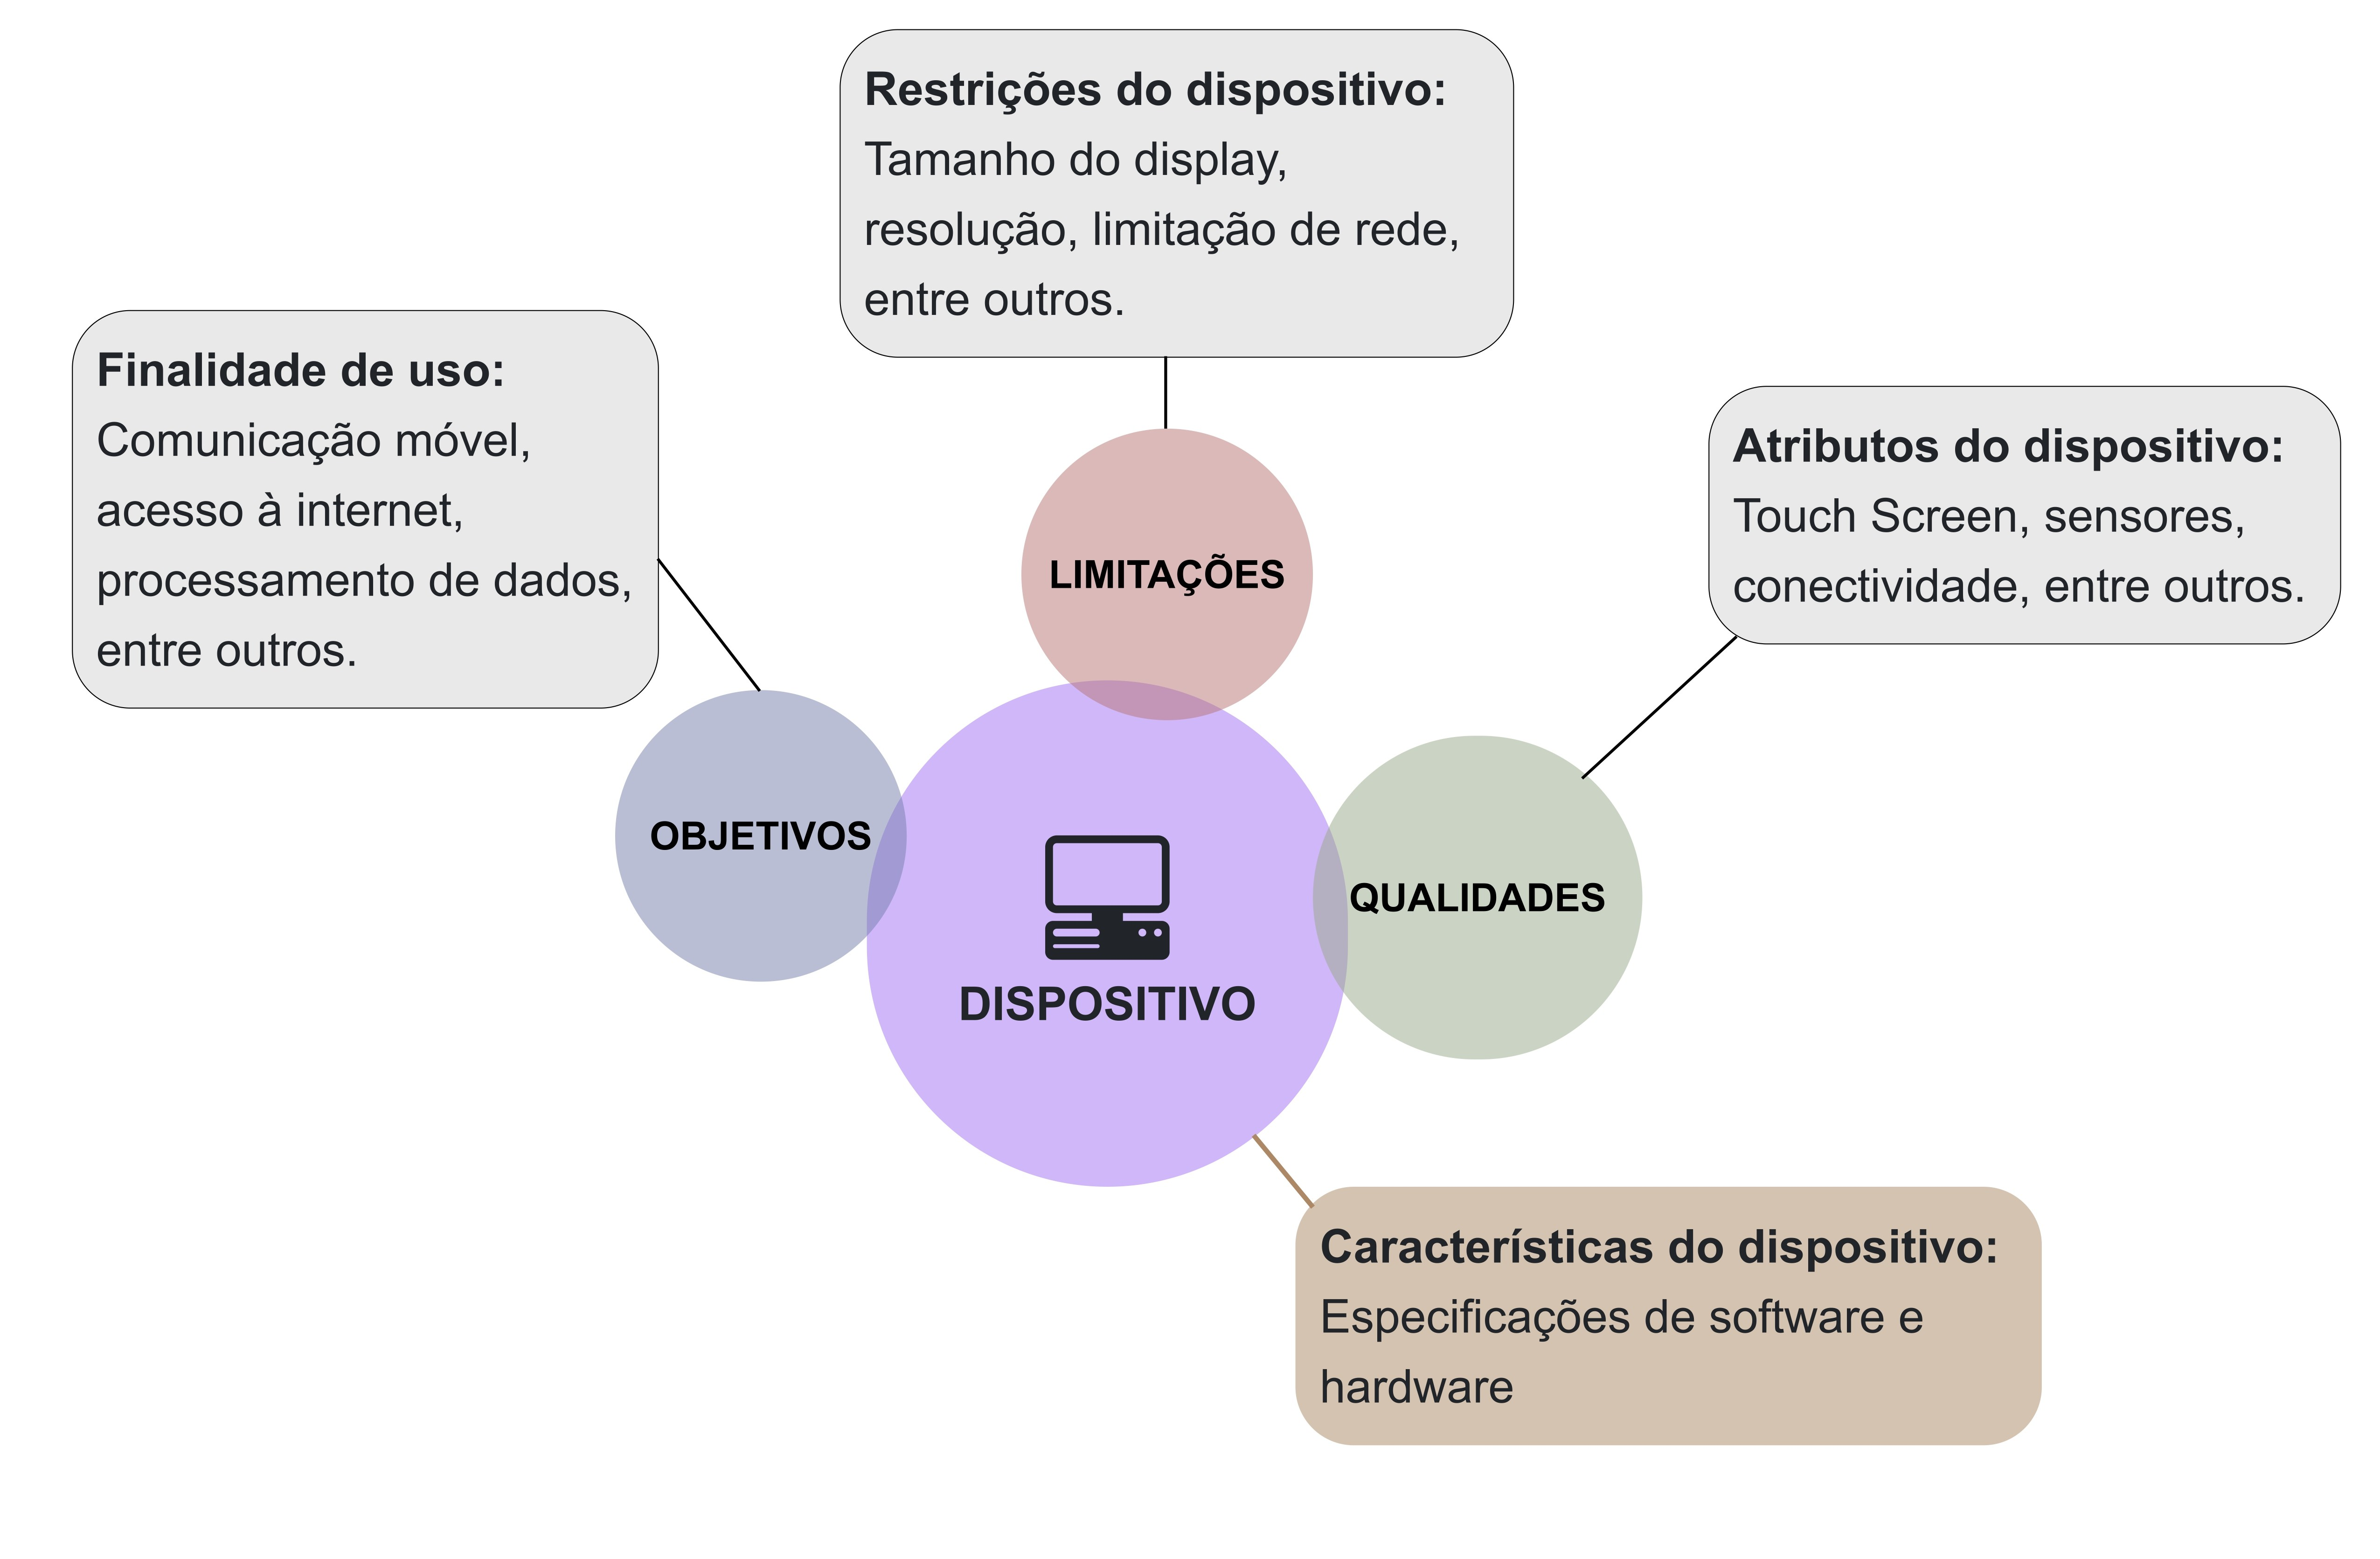 Restrições do dispositivo:
Tamanho do display,
resolução, limitação de rede,
entre outros.
Finalidade de uso:
Comunicação móvel,
acesso à internet,
processamento de dados,
entre outros.
Atributos do dispositivo:
Touch Screen, sensores,
conectividade, entre outros.
LIMITAÇÕES
OBJETIVOS
QUALIDADES
DISPOSITIVO
Características do dispositivo:
Especificações de software e
hardware